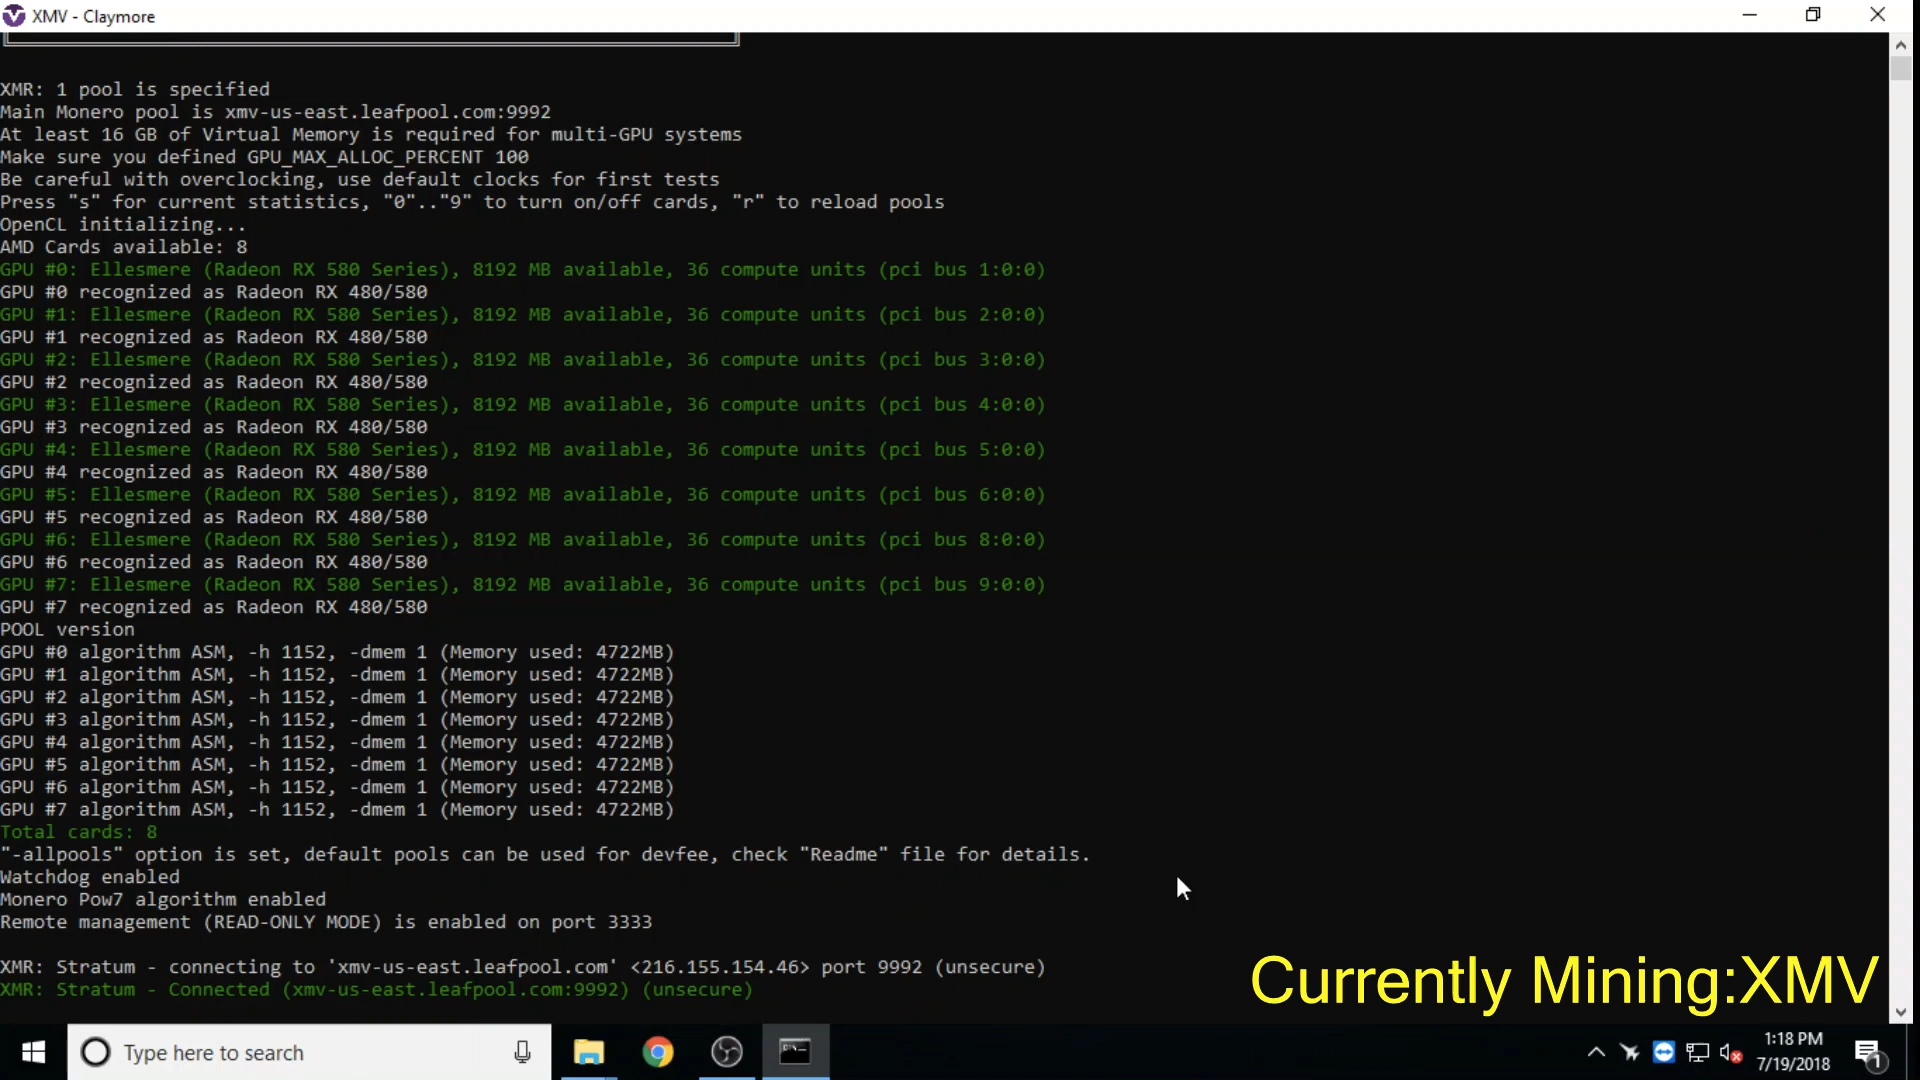 XMV - Claymore
XMR: 1 pool is specified
Main Monero pool is xmv-us-east.leafpool.com:9992
At least 16 GB of Virtual Memory is required for multi-GPU systems
Make sure you defined GPU_MAX_ALLOC_PERCENT 100
Be careful with overclocking, use default clocks for first tests
Press "s" for current statistics, "0".."9" to turn on/off cards, "r" to reload pools
OpenCL initializing...
AMD Cards available: 8
GPU #0: Ellesmere (Radeon RX 580 Series), 8192 MB available, 36 compute units (pci bus 1:0:0)
GPU #0 recognized as Radeon RX 480/580
GPU #1: Ellesmere (Radeon RX 580 Series), 8192 MB available, 36 compute units (pci bus 2:0:0)
GPU #1 recognized as Radeon RX 480/580
GPU #2: Ellesmere (Radeon RX 580 Series), 8192 MB available, 36 compute units (pci bus 3:0:0)
GPU #2 recognized as Radeon RX 480/580
GPU #3: Ellesmere (Radeon RX 580 Series), 8192 MB available, 36 compute units (pci bus 4:0:0)
GPU #3 recognized as Radeon RX 480/580
GPU #4: Ellesmere (Radeon RX 580 Series), 8192 MB available, 36 compute units (pci bus 5:0:0)
GPU #4 recognized as Radeon RX 480/580
GPU #5: Ellesmere (Radeon RX 580 Series), 8192 MB available, 36 compute units (pci bus 6:0:0)
GPU #5 recognized as Radeon RX 480/580
GPU #6: Ellesmere (Radeon RX 580 Series), 8192 MB available, 36 compute units (pci bus 8:0:0)
GPU #6 recognized as Radeon RX 480/580
GPU #7: Ellesmere (Radeon RX 580 Series), 8192 MB available, 36 compute units (pci bus 9:0:0)
GPU #7 recognized as Radeon RX 480/580
POOL version
GPU #0 algorithm ASM, -h 1152, -dmem 1 (Memory used: 4722MB)
GPU #1 algorithm ASM, -h 1152, -dmem 1 (Memory used: 4722MB)
GPU #2 algorithm ASM, -h 1152, -dmem 1 (Memory used: 4722MB)
GPU #3 algorithm ASM, -h 1152, -dmem 1 (Memory used: 4722MB)
GPU #4 algorithm ASM, -h 1152, -dmem 1 (Memory used: 4722MB)
GPU #5 algorithm ASM, -h 1152, -dmem 1 (Memory used: 4722MB)
GPU #6 algorithm ASM, -h 1152, -dmem 1 (Memory used: 4722MB)
GPU #7 algorithm ASM, -h 1152, -dmem 1 (Memory used: 4722MB)
Total cards: 8
"-allpools" option is set, default pools can be used for devfee, check "Readme" file for details.
Watchdog enabled
Monero Pow7 algorithm enabled
Remote management (READ-ONLY MODE) is enabled on port 3333
XMR: Stratum - connecting to 'xmv-us-east.leafpool.com' <216.155.154.46> port 9992 (unsecure)
XMR: Stratum - Connected (xmv-us-east.leafpool.com:9992) (unsecure)
Currently Mining:XMV
Type here to search
1:18 PM
7/19/2018
1